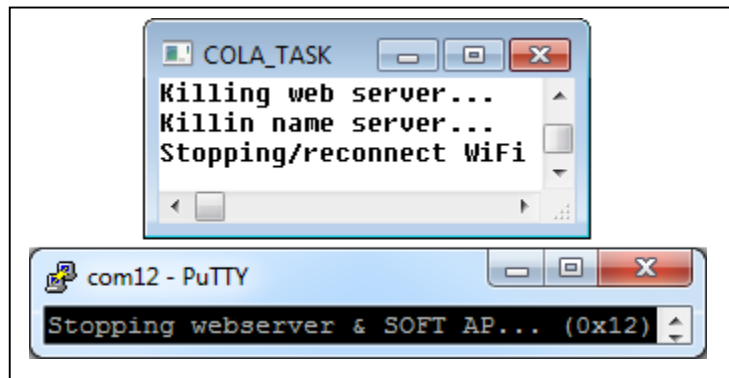 COLA_TASK
Killing web server...
Killin name server...
Stopping/reconnect WiFi
com12 - PuTTY
Stopping webserver & SOFT AP... (0x12)